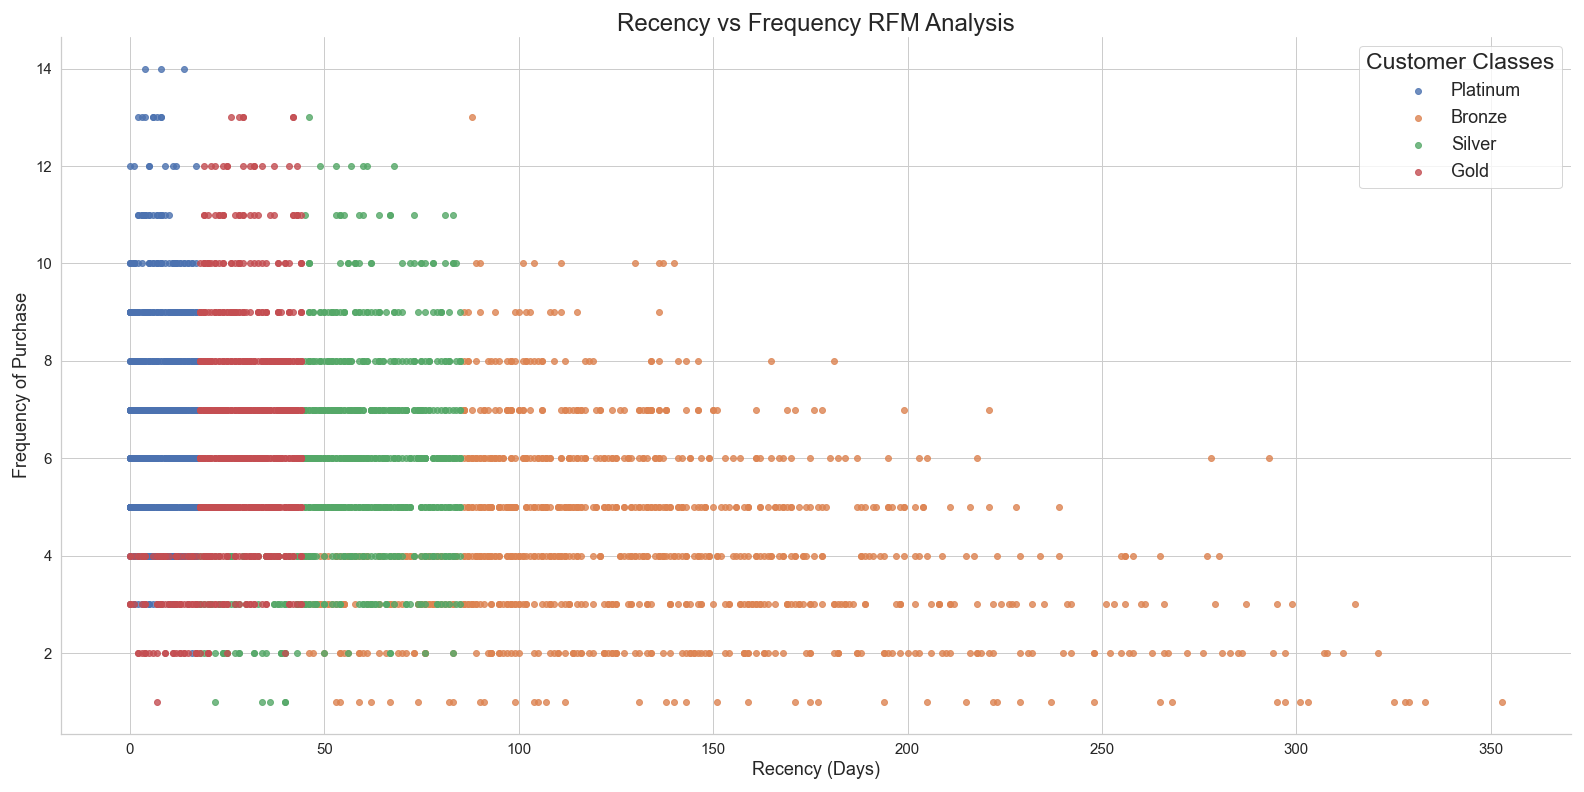 Recency vs Frequency RFM Analysis
Customer Classes
Platinum
Bronze
Silver
Gold
Frequency of Purchase
14
12
10
8
6
4
2
0 50 100 150 200 250 300 350
Recency (Days)